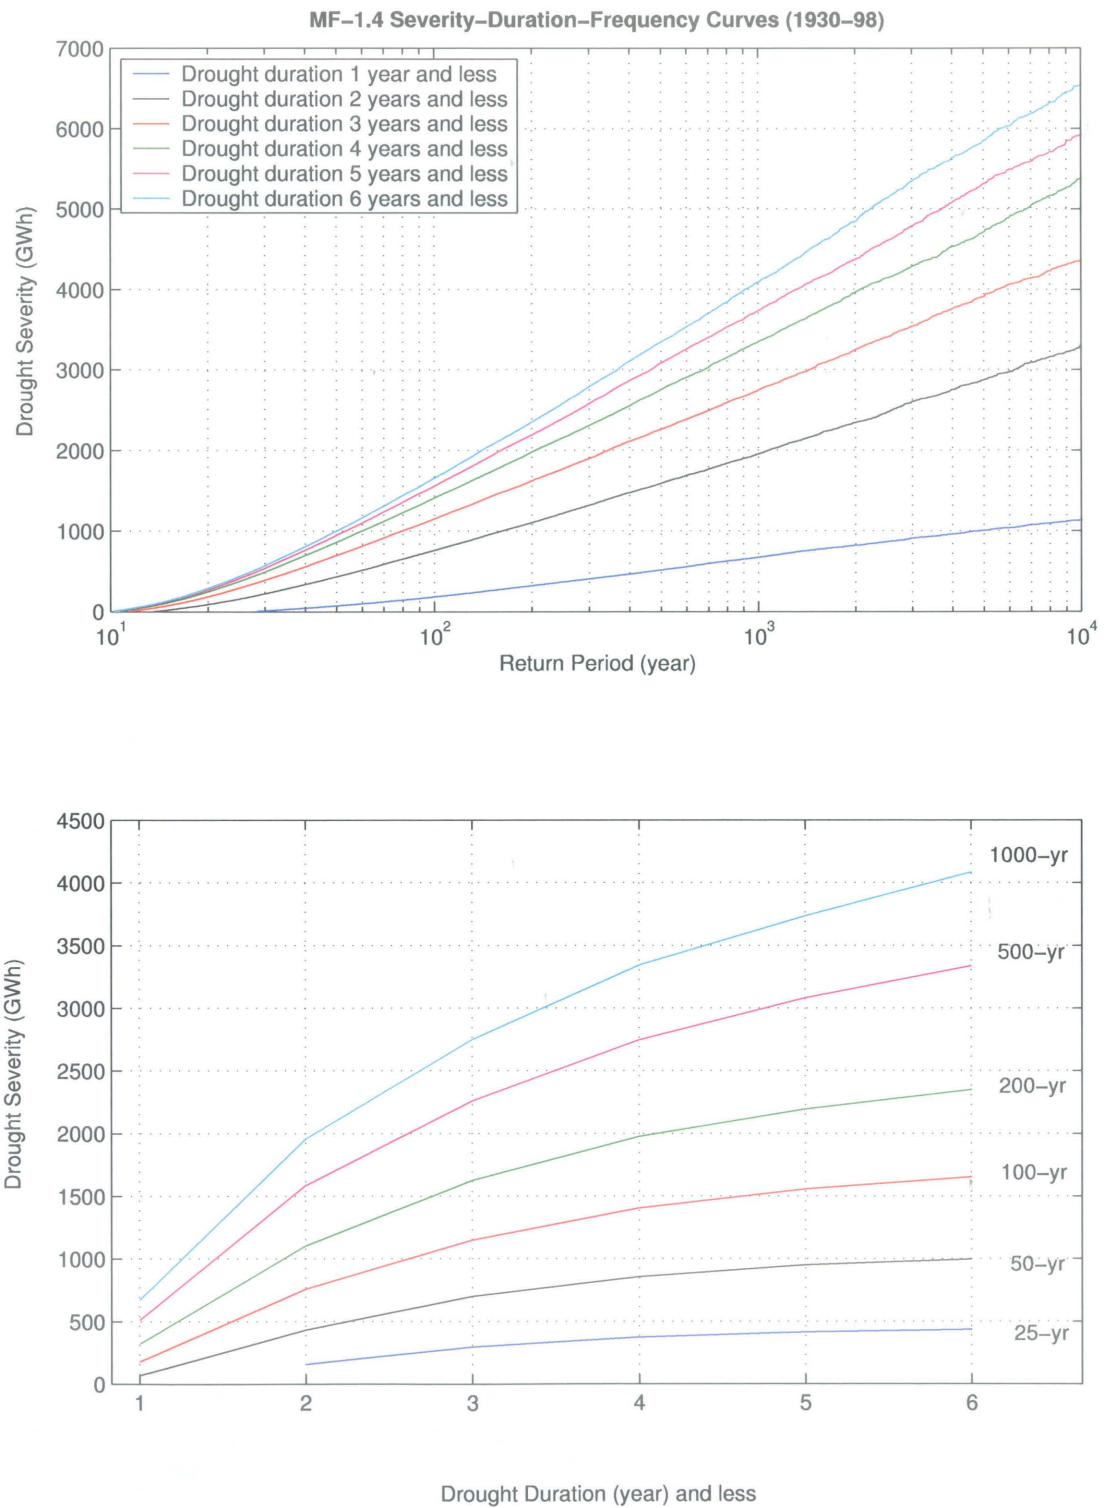 MF−1.4 Severity−Duration−Frequency Curves (1930−98)
7000
6000
5000
4000
3000
2000
1000
0
Drought Severity (GWh)
Drought duration 1 year and less
Drought duration 2 years and less
Drought duration 3 years and less
Drought duration 4 years and less
Drought duration 5 years and less
Drought duration 6 years and less
10¹ 10² 10³ 10⁴
Return Period (year)
4500
4000
3500
3000
2500
2000
1500
1000
500
0
Drought Severity (GWh)
1000−yr
500−yr
200−yr
100−yr
50−yr
25−yr
1 2 3 4 5 6
Drought Duration (year) and less